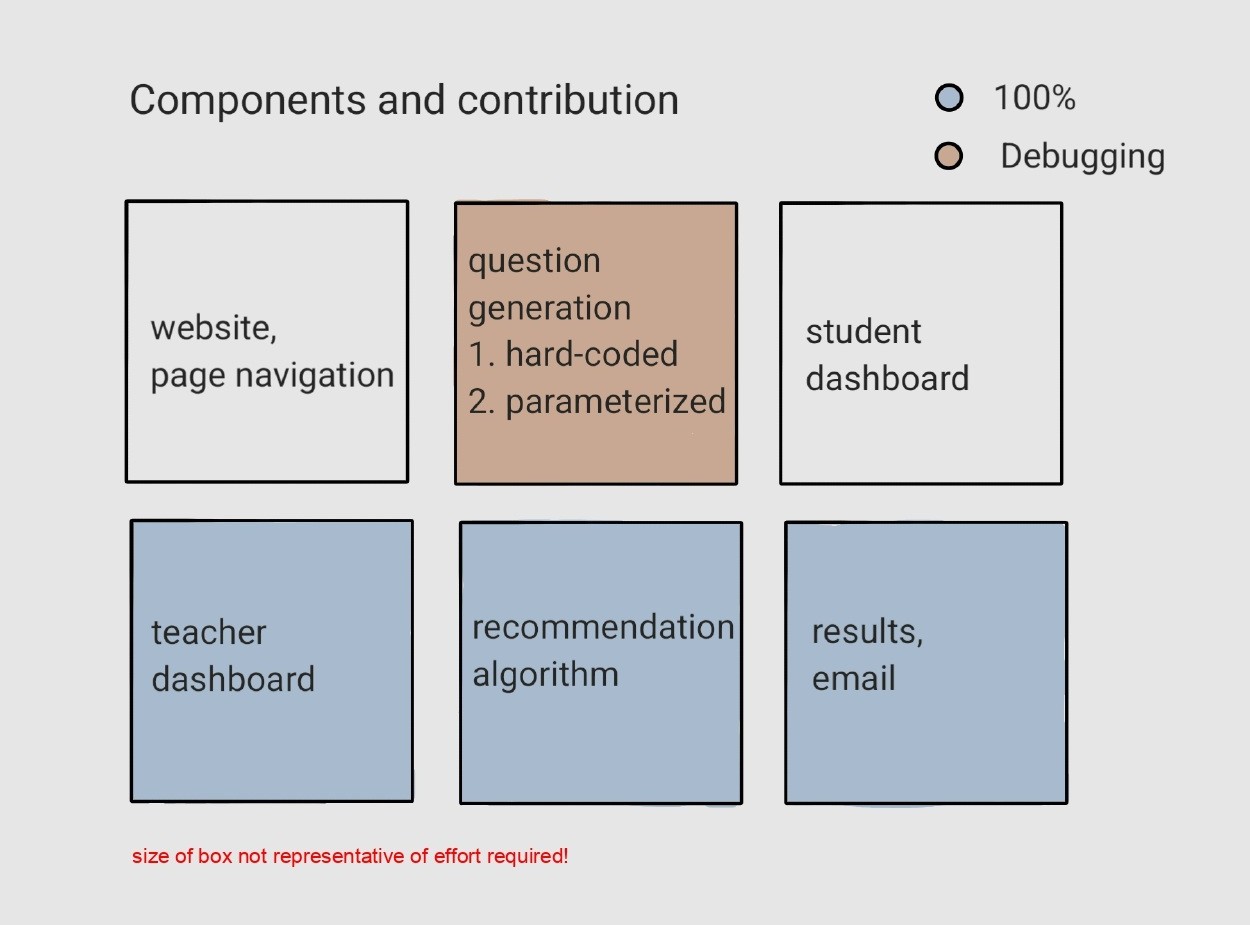 Components and contribution
100%
Debugging
website,
page navigation
question
generation
1. hard-coded
2. parameterized
student
dashboard
teacher
dashboard
recommendation
algorithm
results,
email
size of box not representative of effort required!